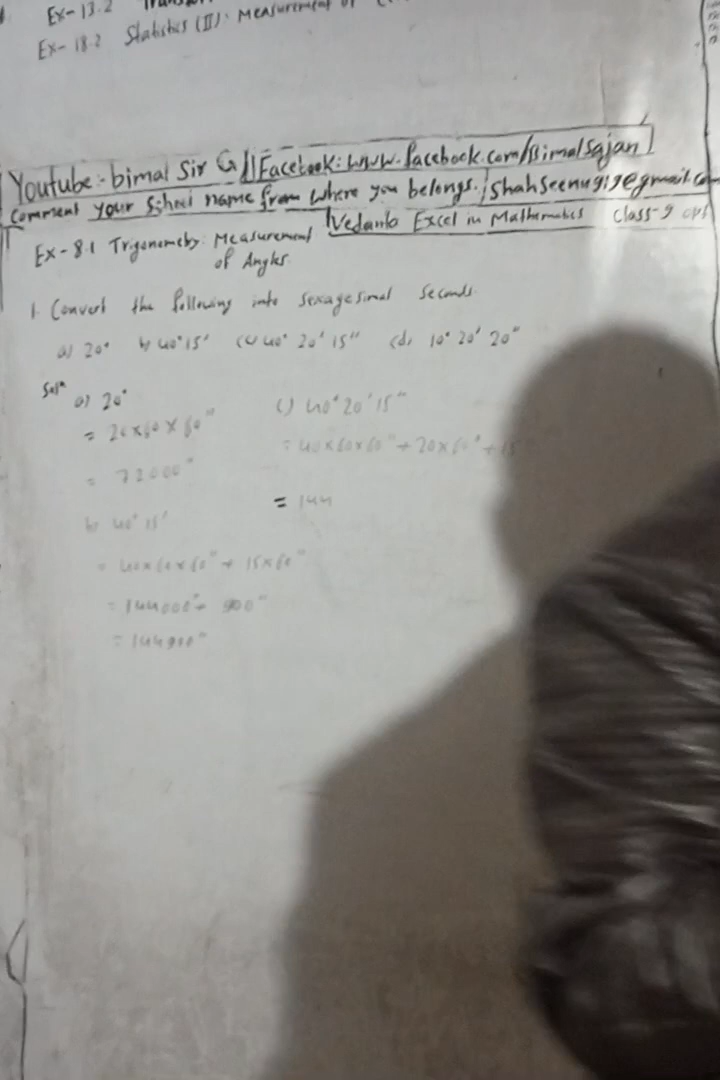 Ex-13.2
Ex-18.2 Statistics (II): Measurement of
Youtube:- bimal Sir G
Facebook: www.facebook.com/Bimalsajan
Comment your School name from where you belongs.
Vedanta Excel in Mathematics class-9 opt
Ex-8.1 Trigonometry: Measurement
of Angles.
1. Convert the following into sexagesimal seconds.
a) 20° b) 40°15' (c) 40° 20' 15" (d) 10° 20' 20"
Solⁿ
a) 20°
= 20×60×60"
= 72000"
b) 40° 15'
= 40×60×60" + 15×60"
= 144000" + 900"
= 144900"
c) 40° 20' 15"
= 40×60×60" + 20×60" + 15
= 144